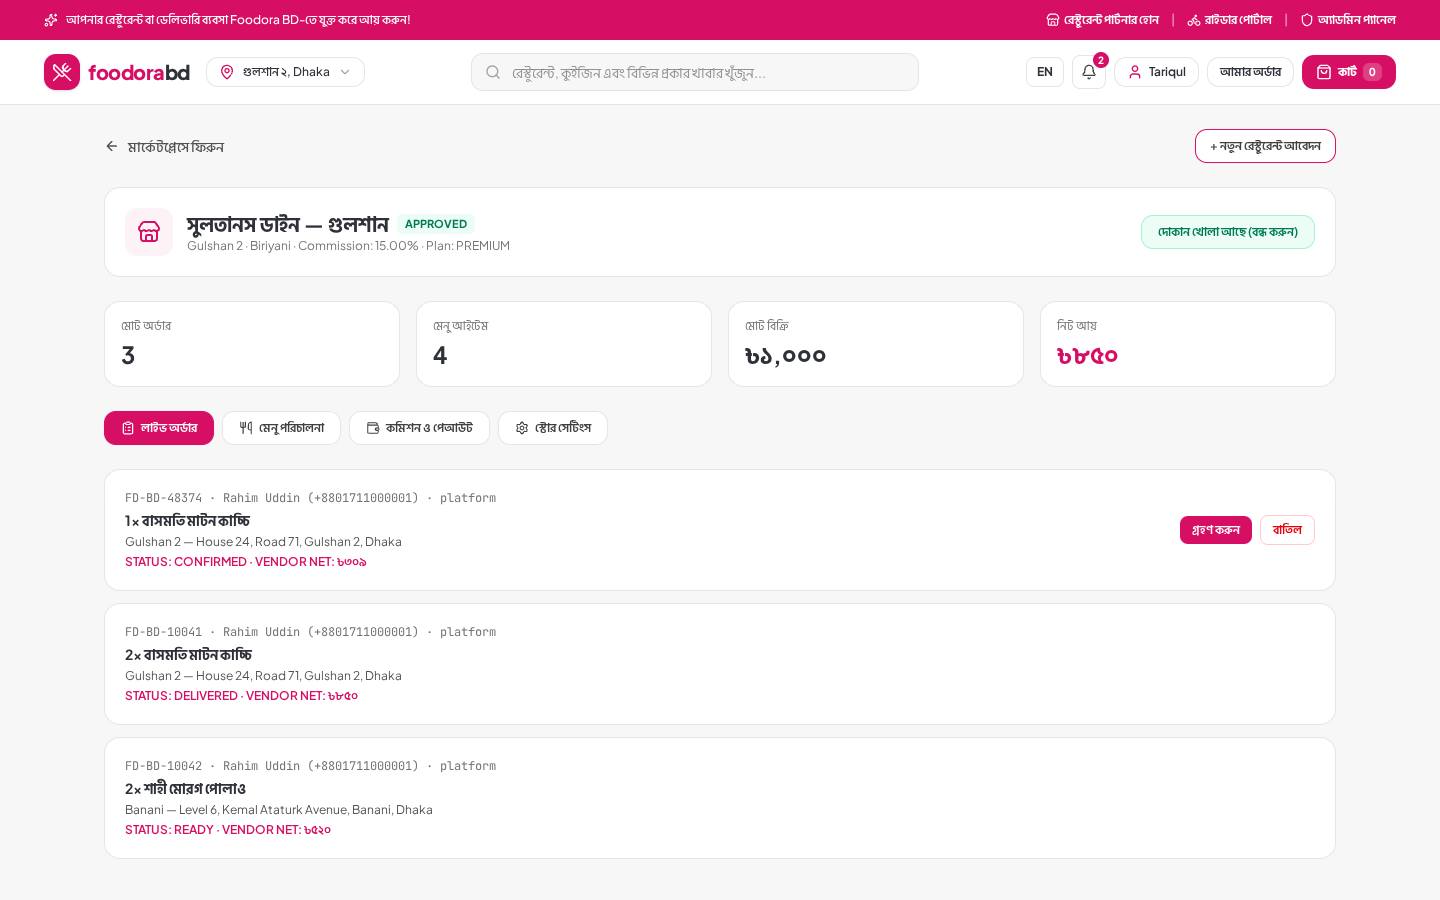 আপনার রেস্টুরেন্ট বা ডেলিভারি ব্যবসা Foodora BD-তে যুক্ত করে আয় করুন!
রেস্টুরেন্ট পার্টনার হোন | রাইডার পোর্টাল | অ্যাডমিন প্যানেল
foodorabd
গুলশান ২, Dhaka
রেস্টুরেন্ট, কুইজিন এবং বিভিন্ন প্রকার খাবার খুঁজুন...
EN
2
Tariqul
আমার অর্ডার
কার্ট 0
মার্কেটপ্লেসে ফিরুন
+ নতুন রেস্টুরেন্ট আবেদন
সুলতানস ডাইন — গুলশান APPROVED
Gulshan 2 · Biriyani · Commission: 15.00% · Plan: PREMIUM
দোকান খোলা আছে (বন্ধ করুন)
মোট অর্ডার
3
মেনু আইটেম
4
মোট বিক্রি
৳১,০০০
নিট আয়
৳৮৫০
লাইভ অর্ডার
মেনু পরিচালনা
কমিশন ও পেআউট
স্টোর সেটিংস
FD-BD-48374 · Rahim Uddin (+8801711000001) · platform
1× বাসমতি মাটন কাচ্চি
Gulshan 2 — House 24, Road 71, Gulshan 2, Dhaka
STATUS: CONFIRMED · VENDOR NET: ৳৩০৯
গ্রহণ করুন
বাতিল
FD-BD-10041 · Rahim Uddin (+8801711000001) · platform
2× বাসমতি মাটন কাচ্চি
Gulshan 2 — House 24, Road 71, Gulshan 2, Dhaka
STATUS: DELIVERED · VENDOR NET: ৳৮৫০
FD-BD-10042 · Rahim Uddin (+8801711000001) · platform
2× শাহী মোরগ পোলাও
Banani — Level 6, Kemal Ataturk Avenue, Banani, Dhaka
STATUS: READY · VENDOR NET: ৳৫২০